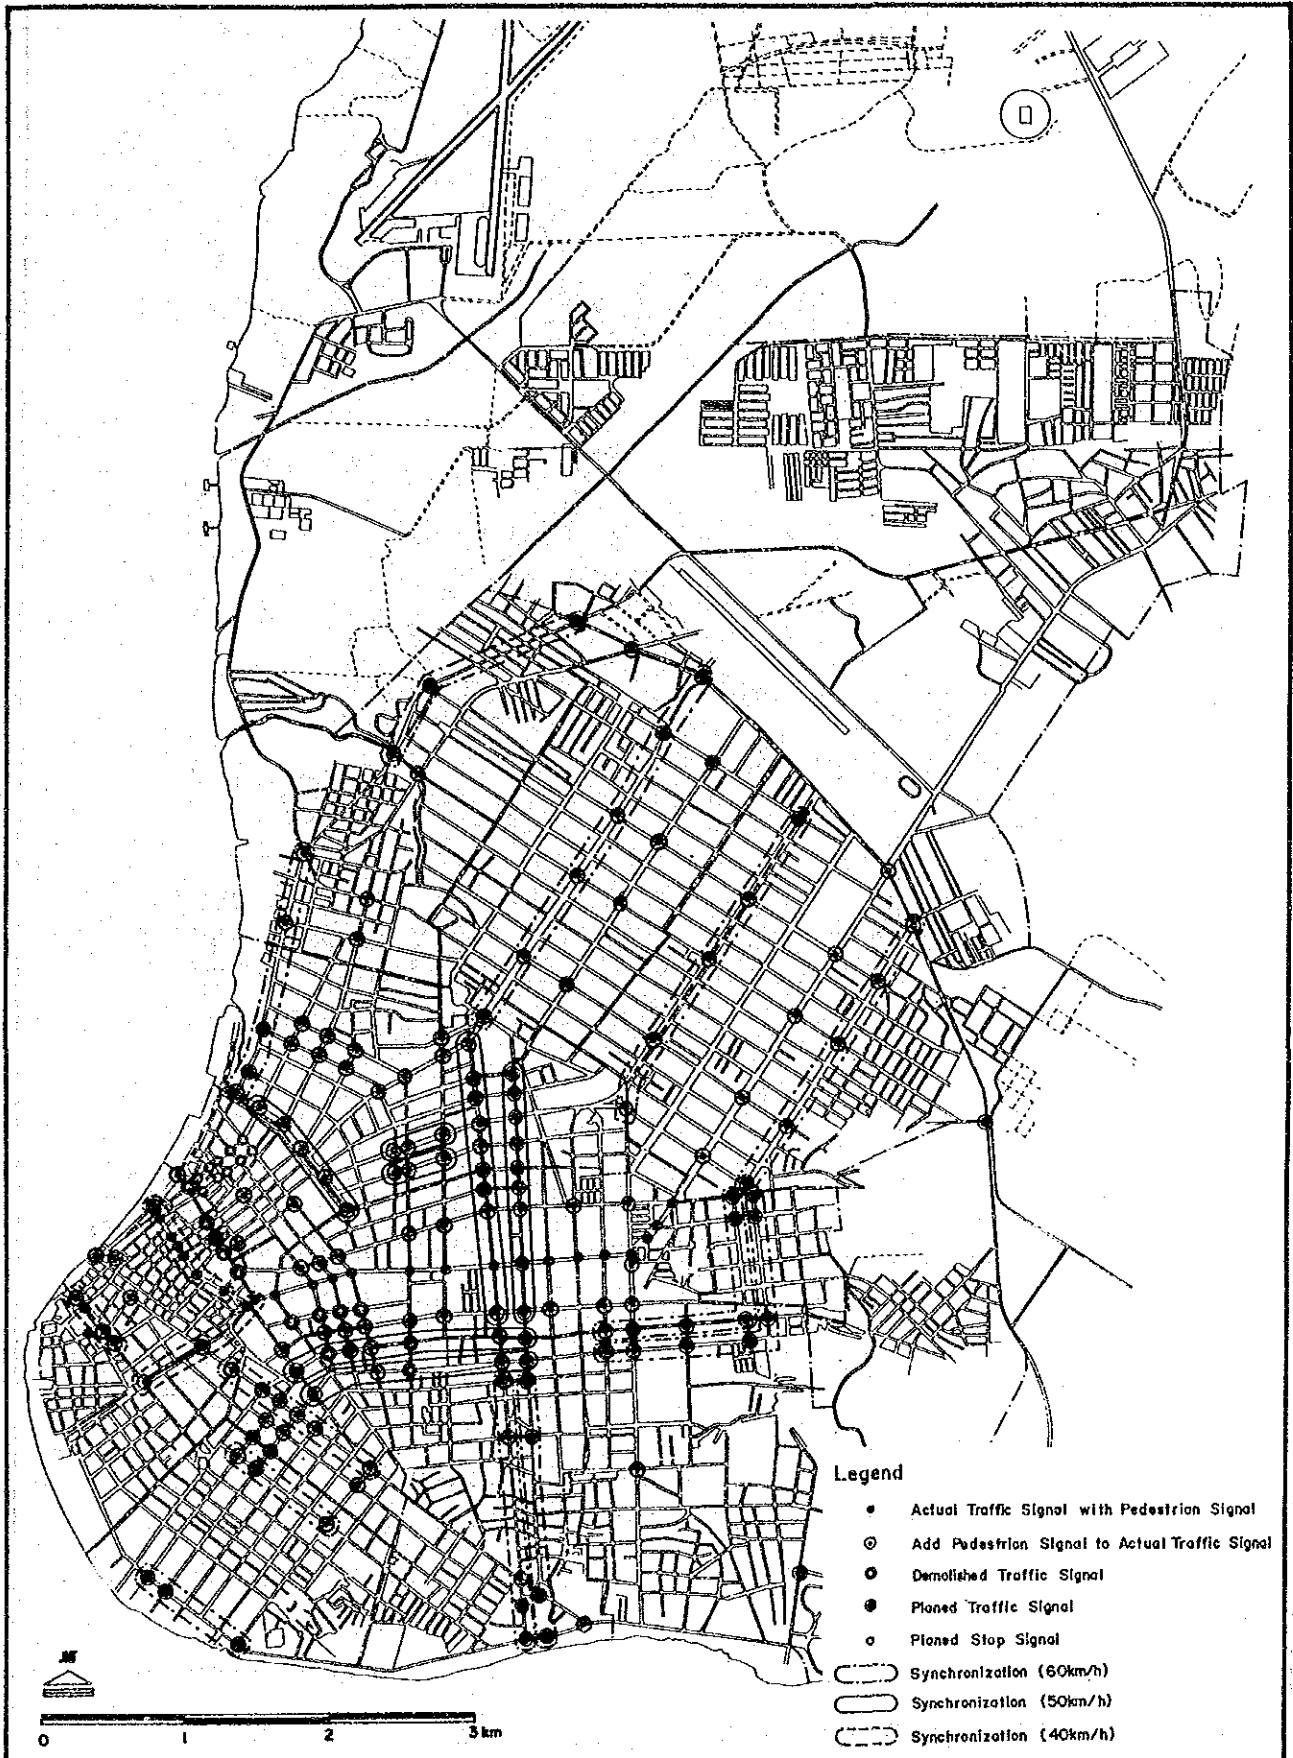 Legend
Actual Traffic Signal with Pedestrian Signal
Add Pedestrian Signal to Actual Traffic Signal
Demolished Traffic Signal
Planed Traffic Signal
Planed Stop Signal
Synchronization (60km/h)
Synchronization (50km/h)
Synchronization (40km/h)
0 1 2 3 km